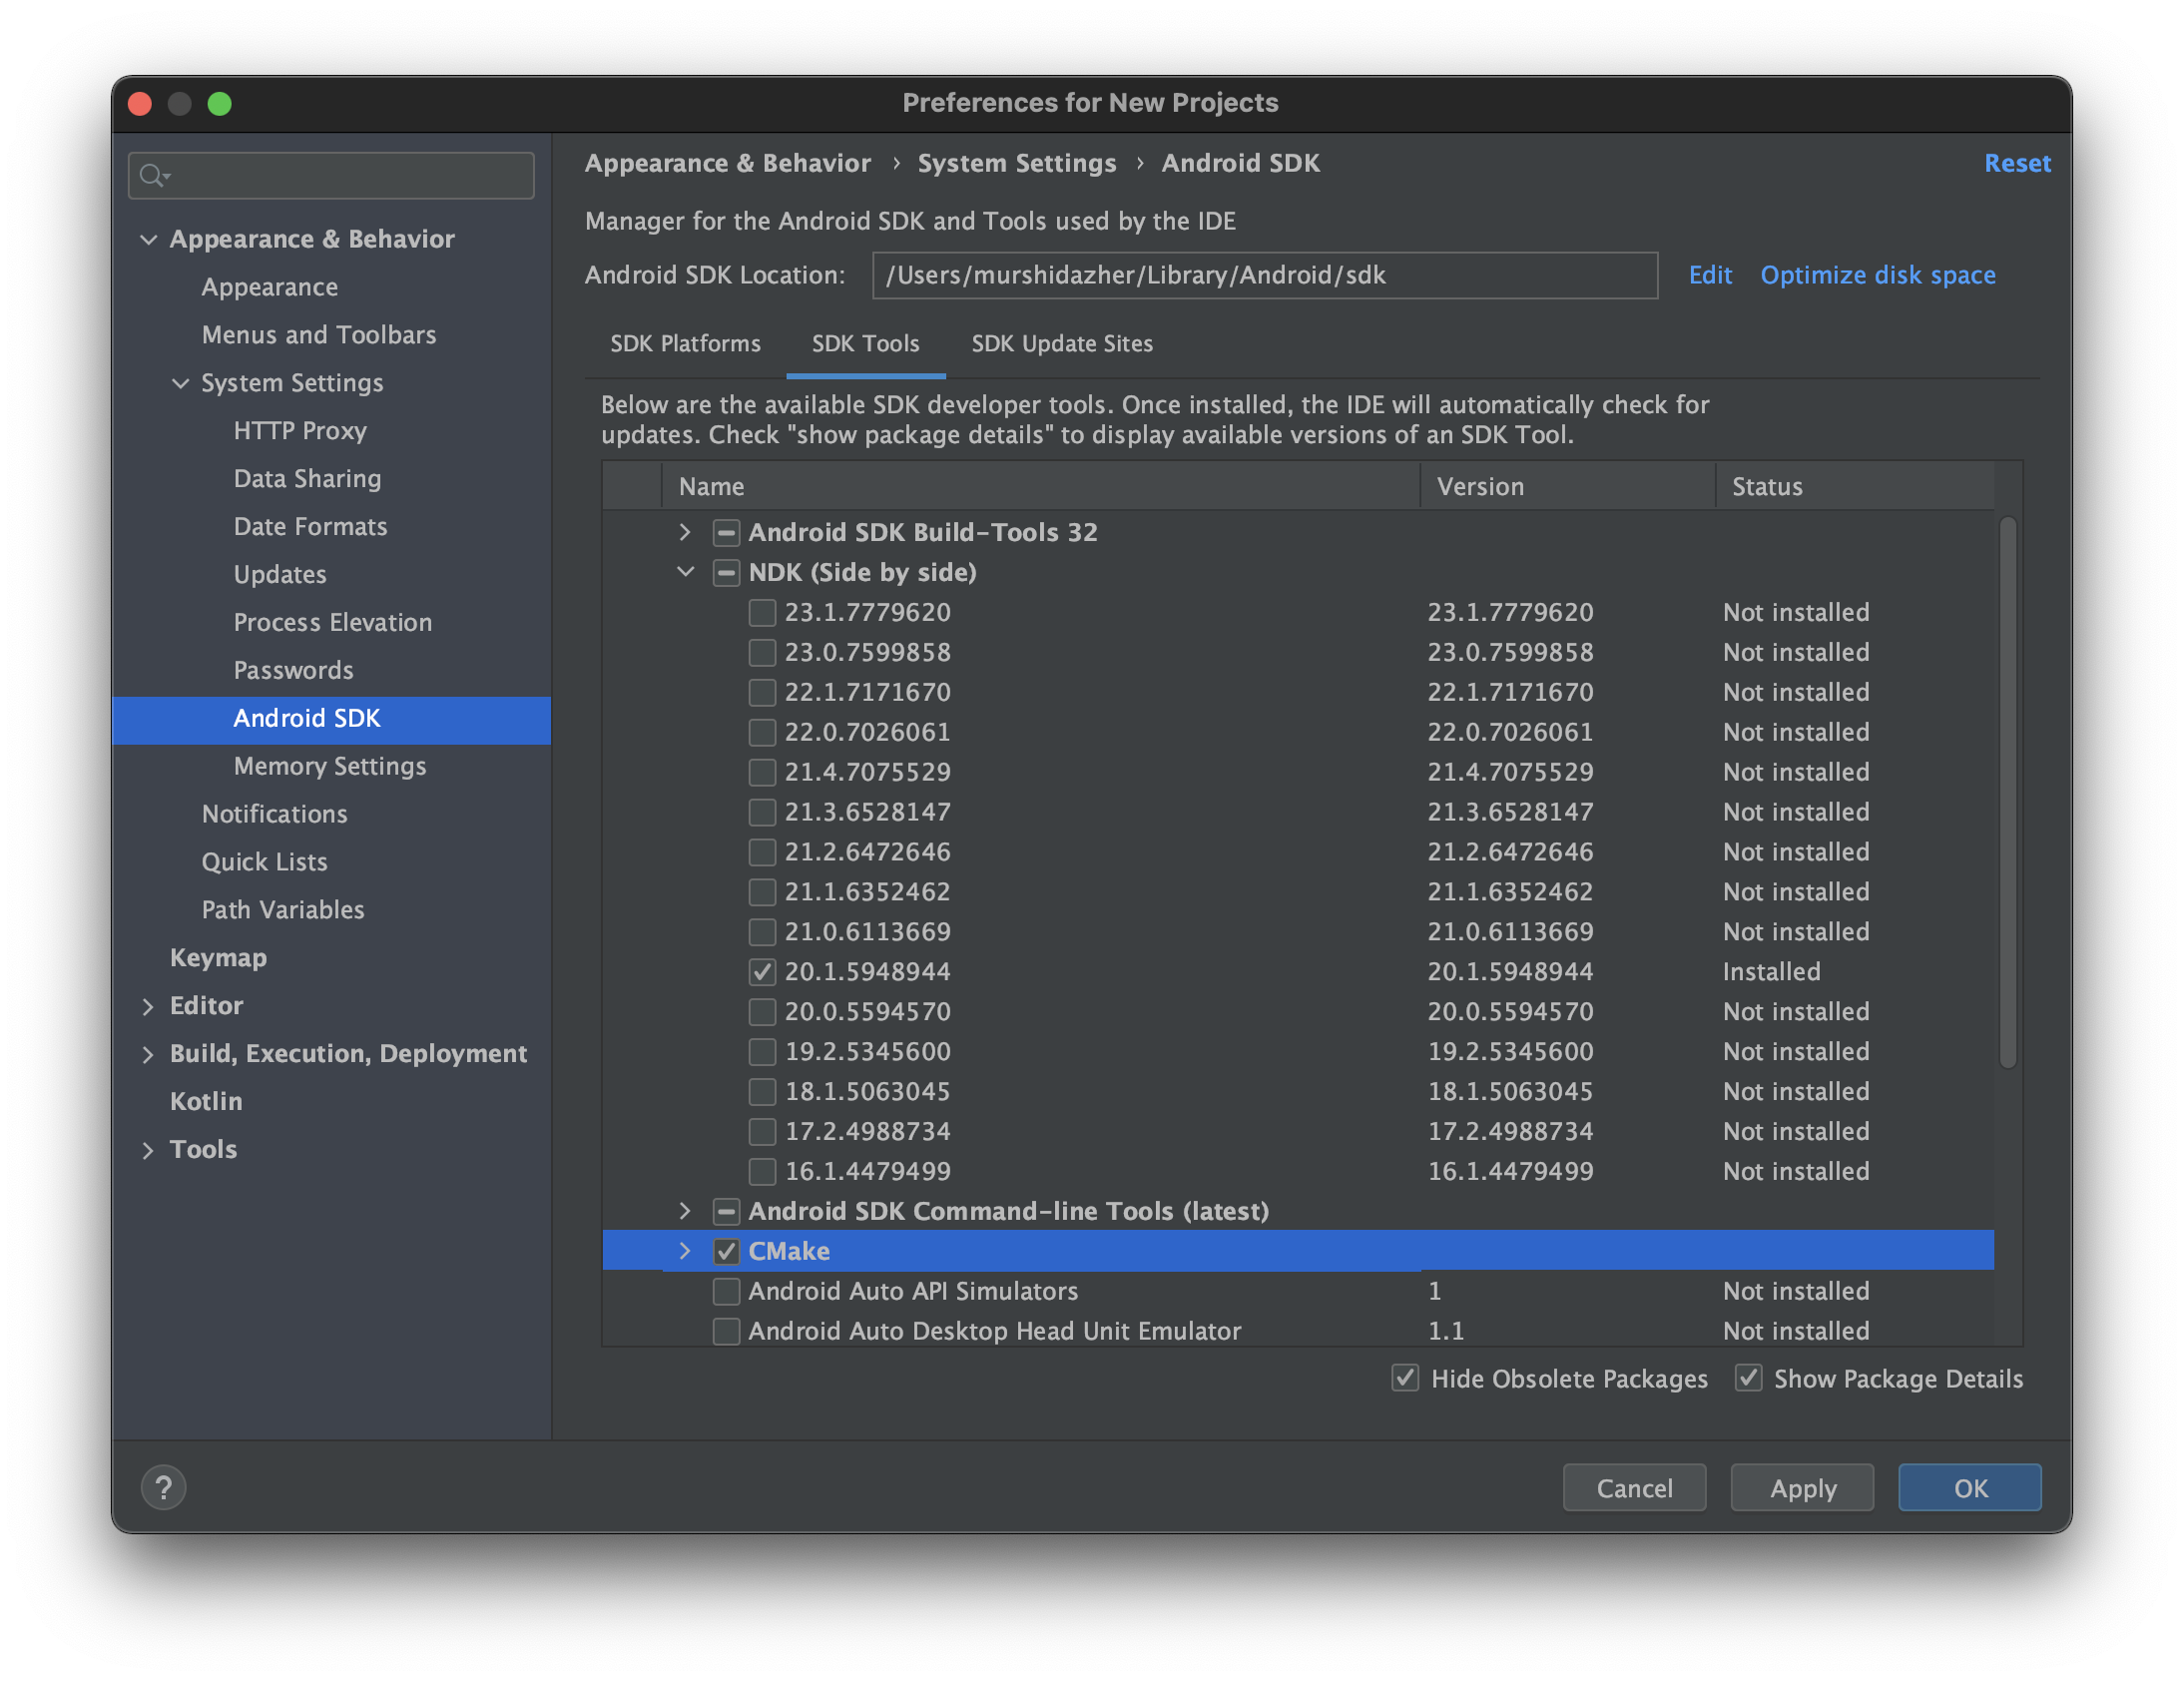 Preferences for New Projects
Appearance & Behavior
Appearance
Menus and Toolbars
System Settings
HTTP Proxy
Data Sharing
Date Formats
Updates
Process Elevation
Passwords
Android SDK
Memory Settings
Notifications
Quick Lists
Path Variables
Keymap
Editor
Build, Execution, Deployment
Kotlin
Tools
Appearance & Behavior › System Settings › Android SDK Reset
Manager for the Android SDK and Tools used by the IDE
Android SDK Location: /Users/murshidazher/Library/Android/sdk Edit Optimize disk space
SDK Platforms SDK Tools SDK Update Sites
Below are the available SDK developer tools. Once installed, the IDE will automatically check for
updates. Check "show package details" to display available versions of an SDK Tool.
Name Version Status
Android SDK Build-Tools 32
NDK (Side by side)
23.1.7779620 23.1.7779620 Not installed
23.0.7599858 23.0.7599858 Not installed
22.1.7171670 22.1.7171670 Not installed
22.0.7026061 22.0.7026061 Not installed
21.4.7075529 21.4.7075529 Not installed
21.3.6528147 21.3.6528147 Not installed
21.2.6472646 21.2.6472646 Not installed
21.1.6352462 21.1.6352462 Not installed
21.0.6113669 21.0.6113669 Not installed
20.1.5948944 20.1.5948944 Installed
20.0.5594570 20.0.5594570 Not installed
19.2.5345600 19.2.5345600 Not installed
18.1.5063045 18.1.5063045 Not installed
17.2.4988734 17.2.4988734 Not installed
16.1.4479499 16.1.4479499 Not installed
Android SDK Command-line Tools (latest)
CMake
Android Auto API Simulators 1 Not installed
Android Auto Desktop Head Unit Emulator 1.1 Not installed
Hide Obsolete Packages Show Package Details
? Cancel Apply OK